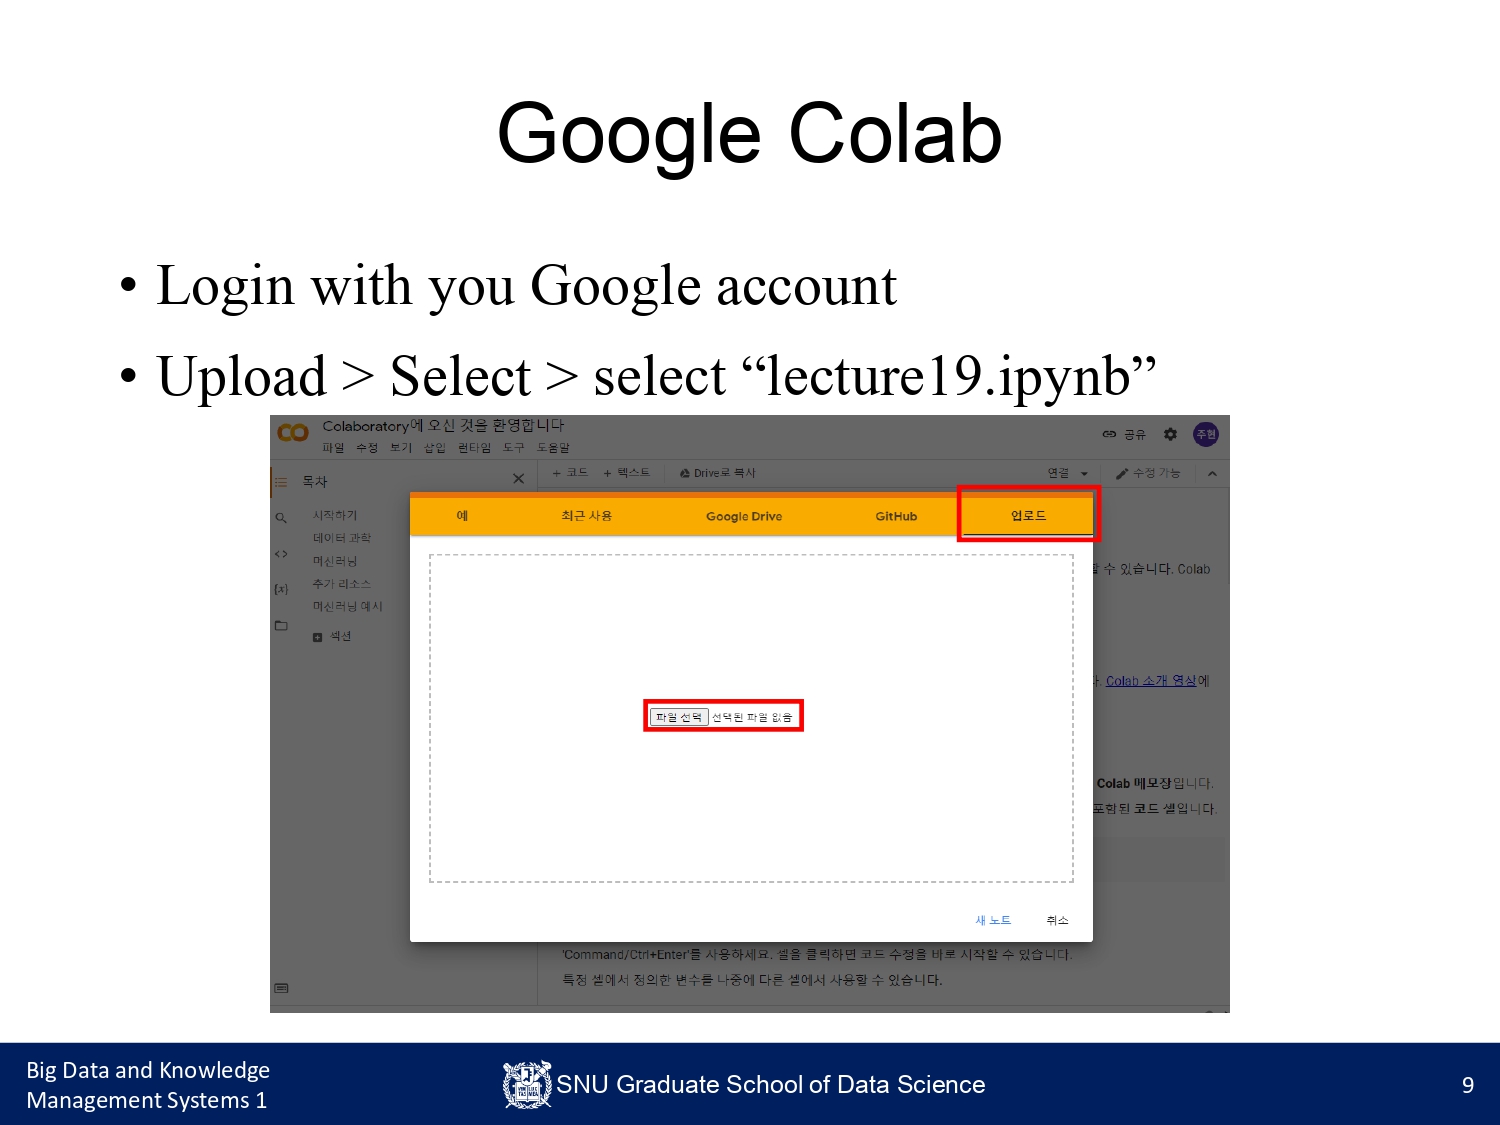 Google Colab
• Login with you Google account
• Upload > Select > select “lecture19.ipynb”
Colaboratory에 오신 것을 환영합니다
파일 수정 보기 삽입 런타임 도구 도움말
공유
주현
목차
+ 코드 + 텍스트 Drive로 복사
연결 수정 가능
시작하기
데이터 과학
머신러닝
추가 리소스
머신러닝 예시
섹션
예 최근 사용 Google Drive GitHub 업로드
할 수 있습니다. Colab
다. Colab 소개 영상에
파일 선택 선택된 파일 없음
Colab 메모장입니다.
포함된 코드 셀입니다.
새 노트 취소
'Command/Ctrl+Enter'를 사용하세요. 셀을 클릭하면 코드 수정을 바로 시작할 수 있습니다.
특정 셀에서 정의한 변수를 나중에 다른 셀에서 사용할 수 있습니다.
Big Data and Knowledge
Management Systems 1
SNU Graduate School of Data Science
9